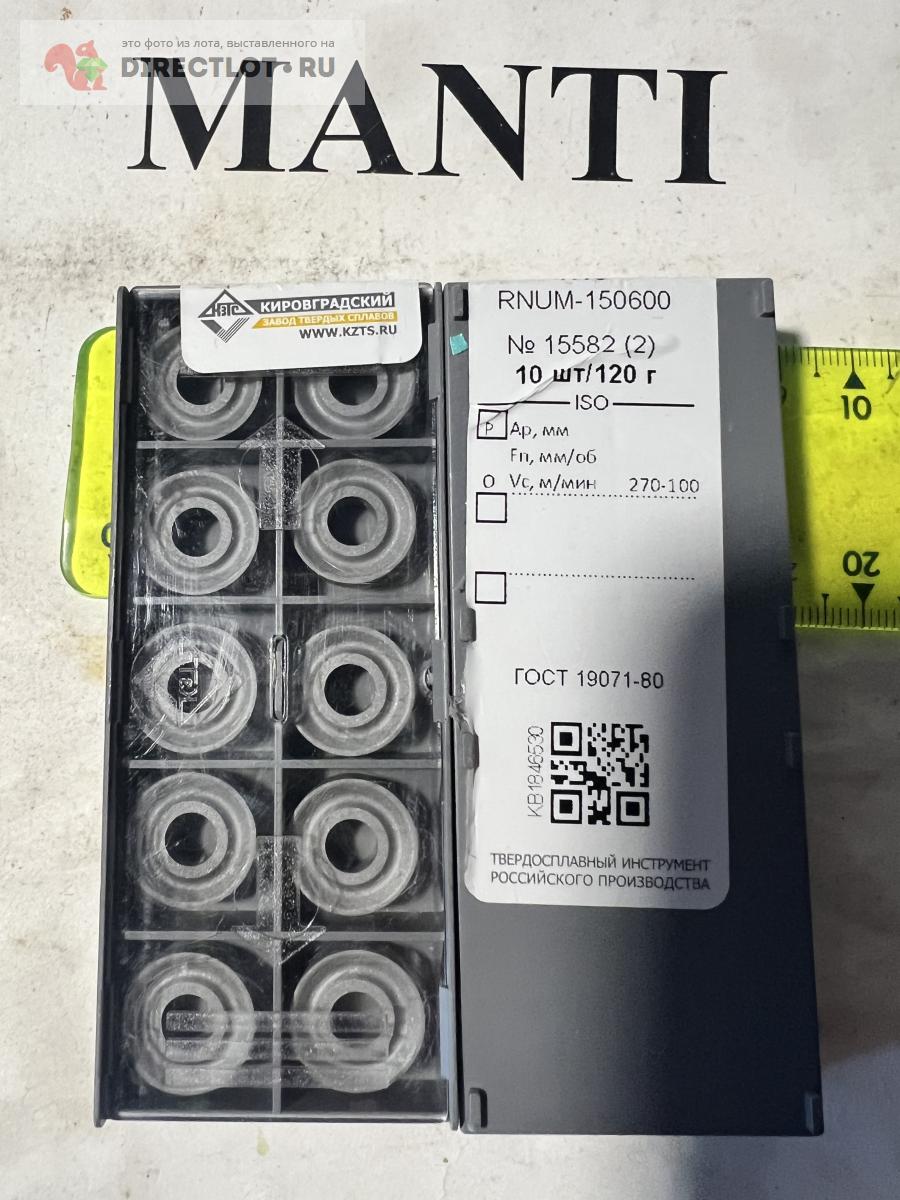 это фото из лота, выставленного на
DIRECTLOT.RU
MANTI
КЗТС
КИРОВГРАДСКИЙ
ЗАВОД ТВЕРДЫХ СПЛАВОВ
WWW.KZTS.RU
RNUM-150600
№ 15582 (2)
10 шт/120 г
ISO
P Ap, мм
Fn, мм/об
O Vc, м/мин 270-100
ГОСТ 19071-80
KB1846530
ТВЕРДОСПЛАВНЫЙ ИНСТРУМЕНТ
РОССИЙСКОГО ПРОИЗВОДСТВА
10
20